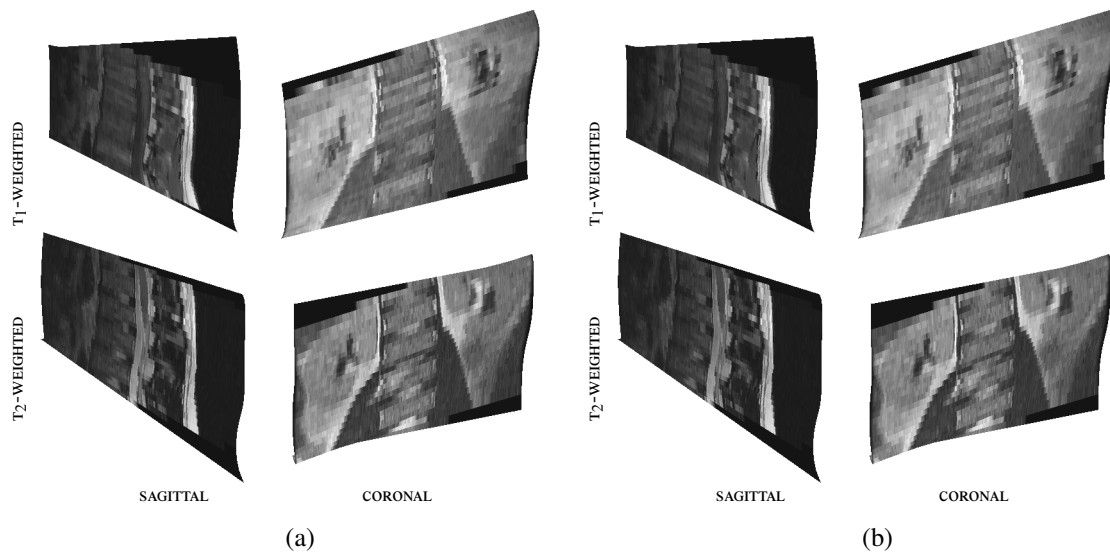 T1-WEIGHTED
T2-WEIGHTED
SAGITTAL CORONAL
(a)
T1-WEIGHTED
T2-WEIGHTED
SAGITTAL CORONAL
(b)